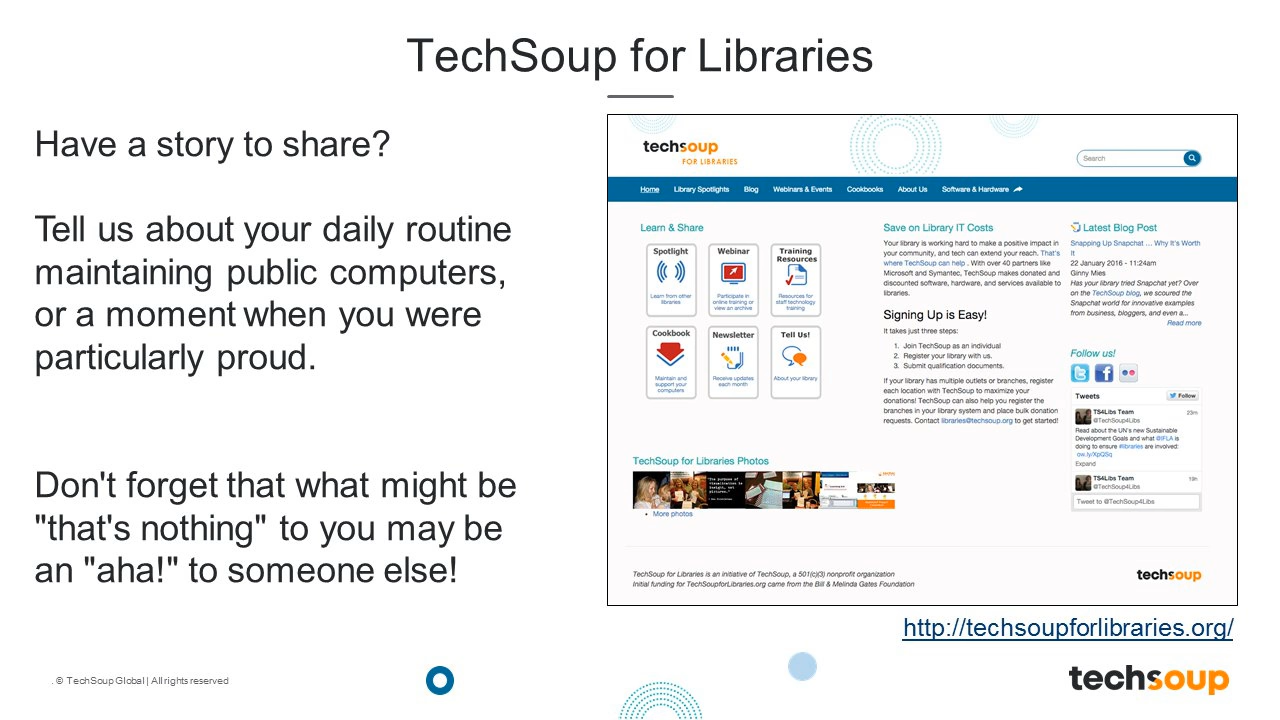 TechSoup for Libraries
Have a story to share?
Tell us about your daily routine
maintaining public computers,
or a moment when you were
particularly proud.
Don't forget that what might be
"that's nothing" to you may be
an "aha!" to someone else!
techsoup
FOR LIBRARIES
Search
Home Library Spotlights Blog Webinars & Events Cookbooks About Us Software & Hardware
Learn & Share
Spotlight
Learn from other
libraries
Webinar
Participate in
online training or
view an archive
Training
Resources
Resources for
staff technology
training
Cookbook
Maintain and
support your
computers
Newsletter
Receive updates
each month
Tell Us!
About your library
TechSoup for Libraries Photos
More photos
Save on Library IT Costs
Your library is working hard to make a positive impact in
your community, and tech can extend your reach. That's
where TechSoup can help . With over 40 partners like
Microsoft and Symantec, TechSoup makes donated and
discounted software, hardware, and services available to
libraries.
Signing Up is Easy!
It takes just three steps:
1. Join TechSoup as an individual
2. Register your library with us.
3. Submit qualification documents.
If your library has multiple outlets or branches, register
each location with TechSoup to maximize your
donations! TechSoup can also help you register the
branches in your library system and place bulk donation
requests. Contact libraries@techsoup.org to get started!
Latest Blog Post
Snapping Up Snapchat ... Why It's Worth
It
22 January 2016 - 11:24am
Ginny Mies
Has your library tried Snapchat yet? Over
on the TechSoup blog, we scoured the
Snapchat world for innovative examples
from business, bloggers, and even a...
Read more
Follow us!
Tweets Follow
TS4Libs Team 23m
@TechSoup4Libs
Read about the UN's new Sustainable
Development Goals and what @IFLA is
doing to ensure #libraries are involved:
ow.ly/XpQSq
Expand
TS4Libs Team 19h
@TechSoup4Libs
Tweet to @TechSoup4Libs
TechSoup for Libraries is an initiative of TechSoup, a 501(c)(3) nonprofit organization
Initial funding for TechSoupforLibraries.org came from the Bill & Melinda Gates Foundation
techsoup
http://techsoupforlibraries.org/
. © TechSoup Global | All rights reserved
techsoup